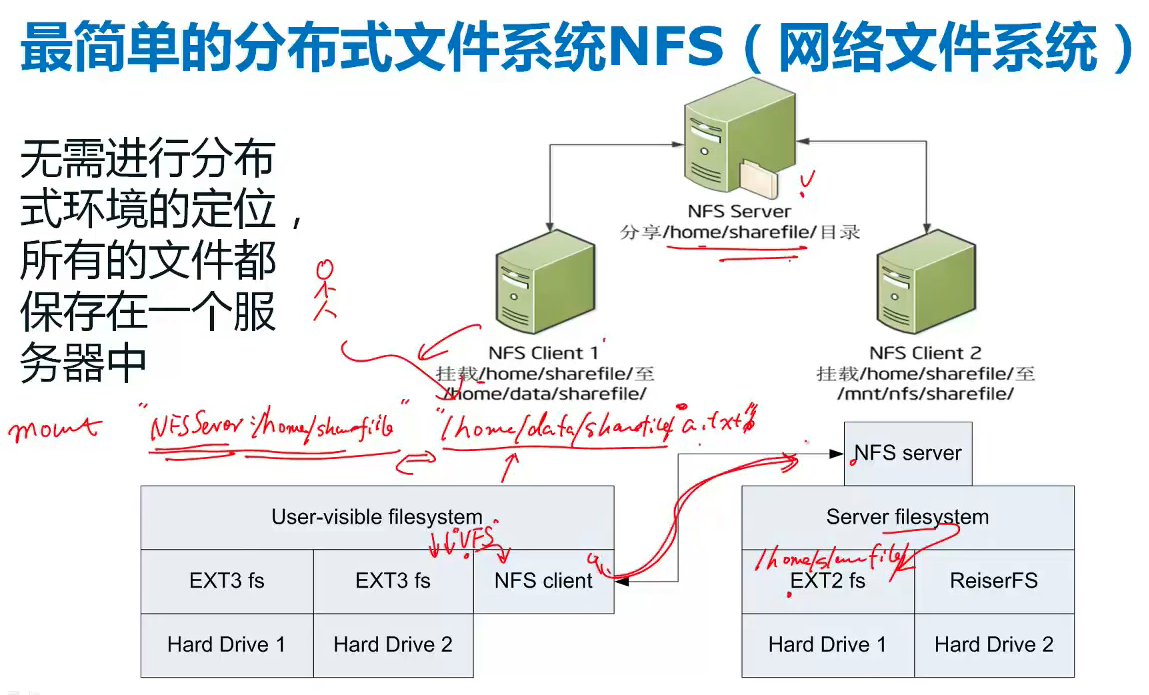 最简单的分布式文件系统NFS（网络文件系统）
无需进行分布
式环境的定位，
所有的文件都
保存在一个服
务器中
NFS Server
分享/home/sharefile/目录
NFS Client 1
挂载/home/sharefile/至
/home/data/sharefile/
NFS Client 2
挂载/home/sharefile/至
/mnt/nfs/sharefile/
mount "NFSServer:/home/sharefile" "/home/data/sharefile/a.txt"
NFS server
User-visible filesystem
"VFS"
EXT3 fs
EXT3 fs
NFS client
Hard Drive 1
Hard Drive 2
Server filesystem
/home/sharefile/
EXT2 fs
ReiserFS
Hard Drive 1
Hard Drive 2